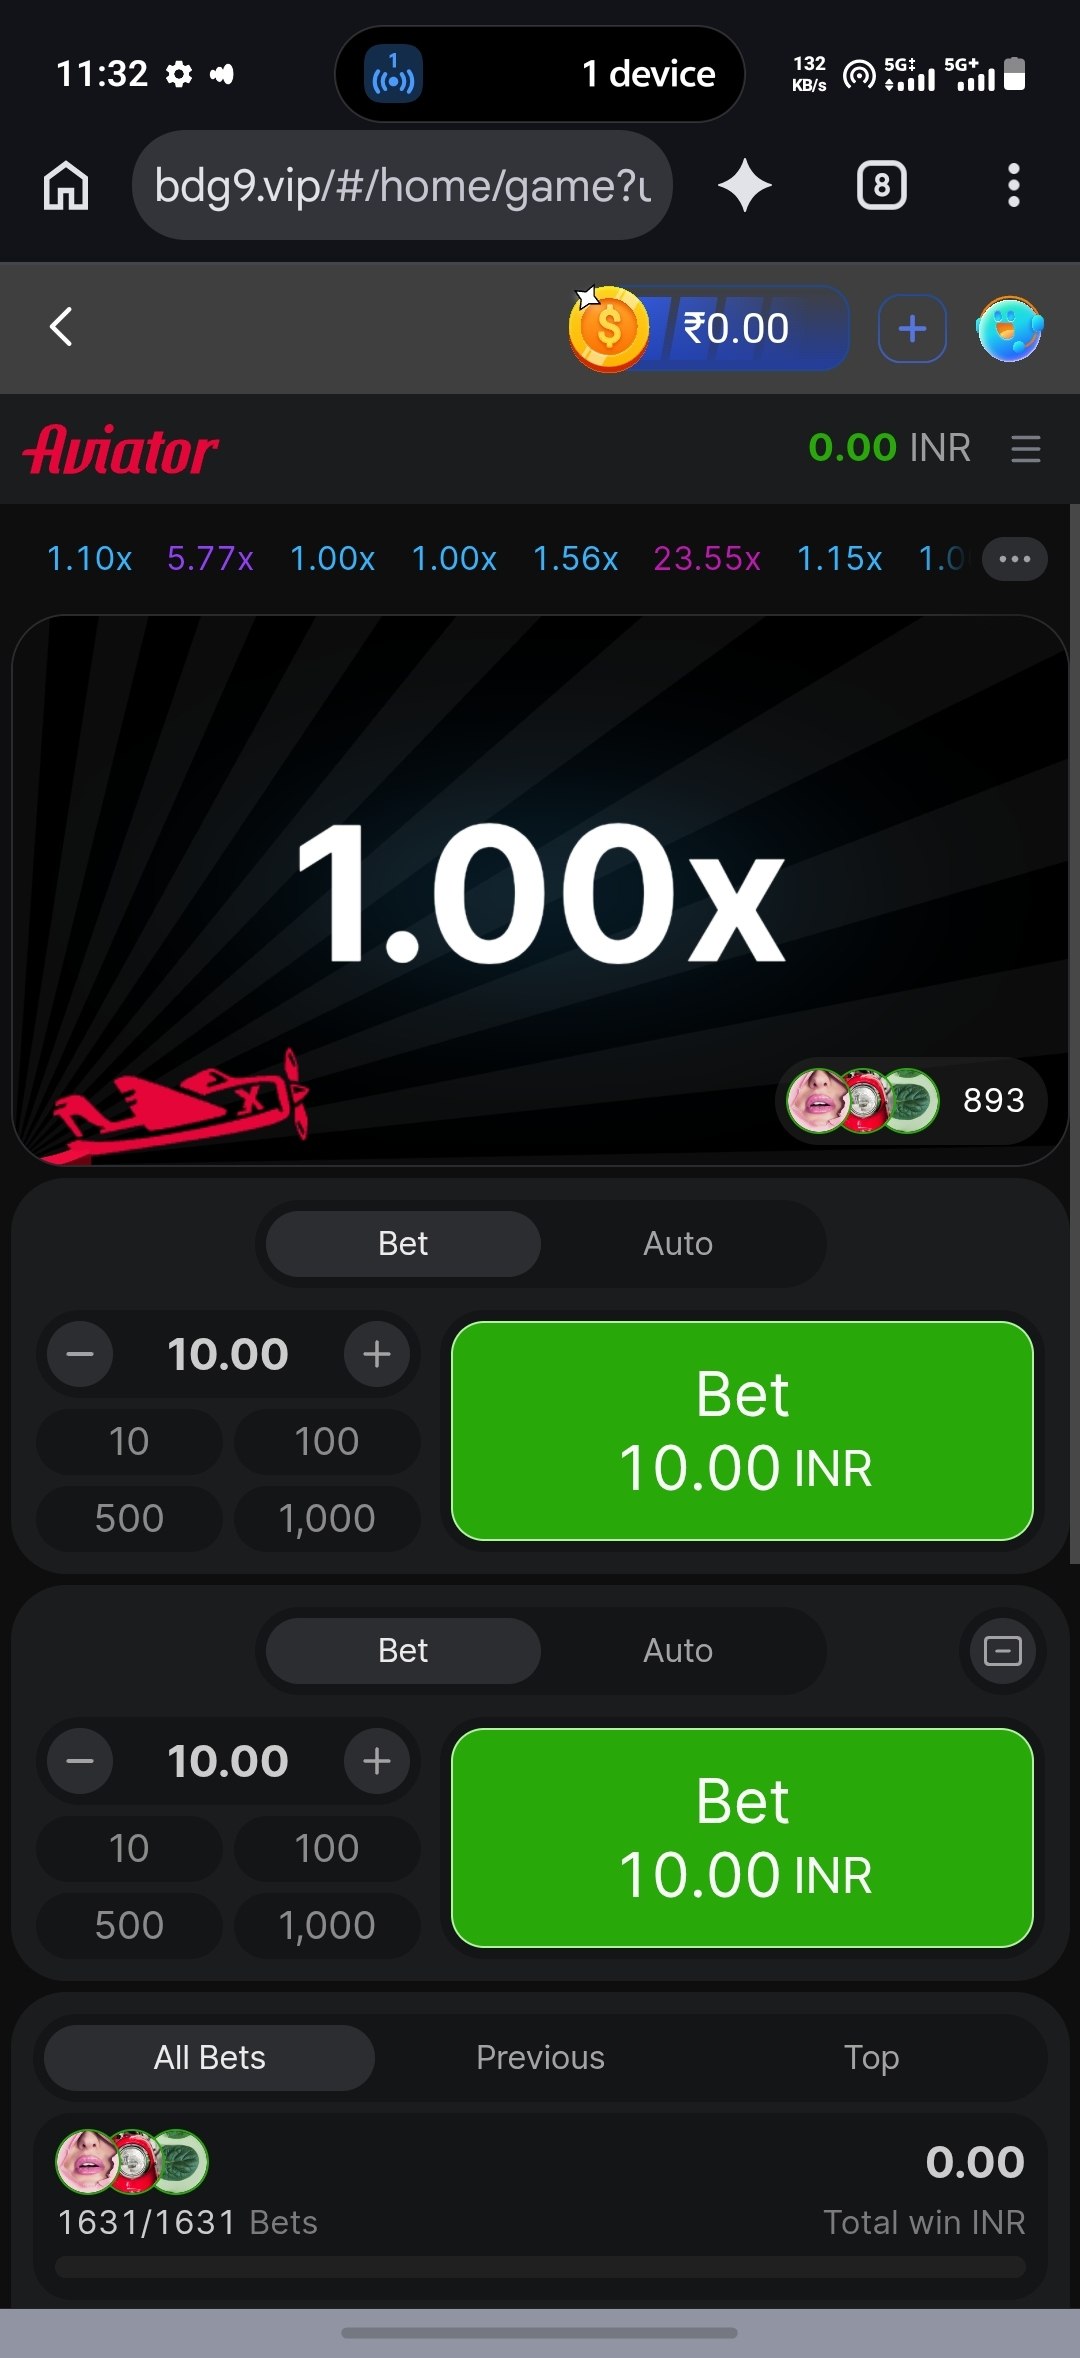 11:32
1
1 device
132 KB/s 5G‡ 5G+
bdg9.vip/#/home/game?u
8
₹0.00
Aviator
0.00 INR
1.10x 5.77x 1.00x 1.00x 1.56x 23.55x 1.15x 1.0
1.00x
X
893
Bet Auto
10.00
10 100
500 1,000
Bet
10.00 INR
Bet Auto
10.00
10 100
500 1,000
Bet
10.00 INR
All Bets Previous Top
0.00
1631/1631 Bets Total win INR